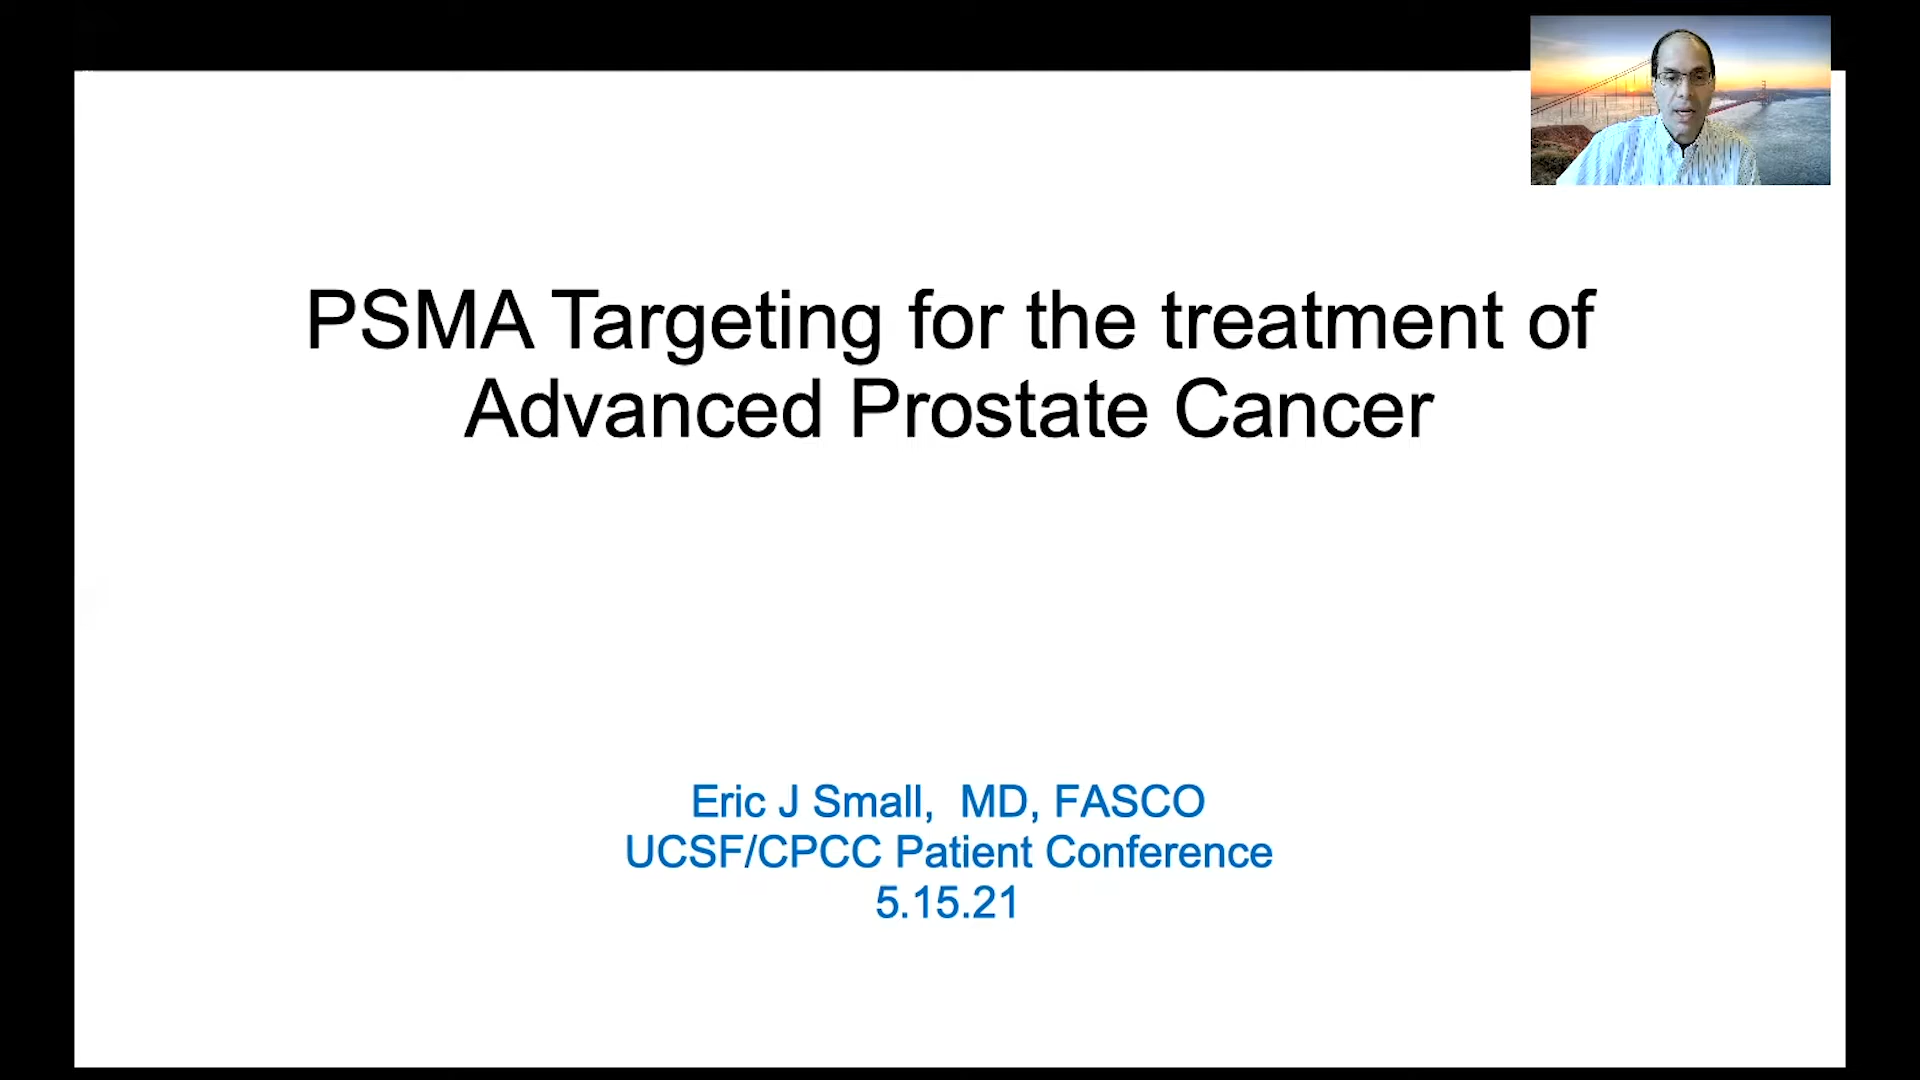 PSMA Targeting for the treatment of
Advanced Prostate Cancer
Eric J Small, MD, FASCO
UCSF/CPCC Patient Conference
5.15.21